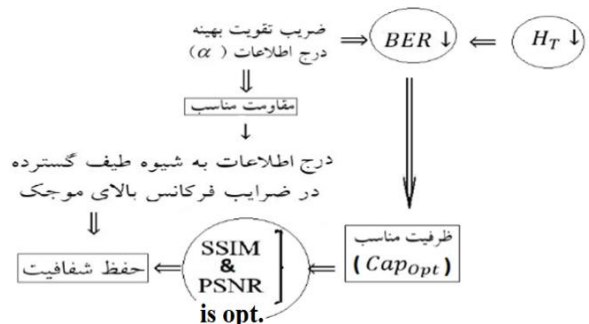 ضریب تقویت بهینه
درج اطلاعات ( α)
BER ↓
H_T ↓
مقاومت مناسب
درج اطلاعات به شیوه طیف گسترده
در ضرایب فرکانس بالای موجک
ظرفیت مناسب
( Cap_Opt )
SSIM
&
PSNR
is opt.
حفظ شفافیت